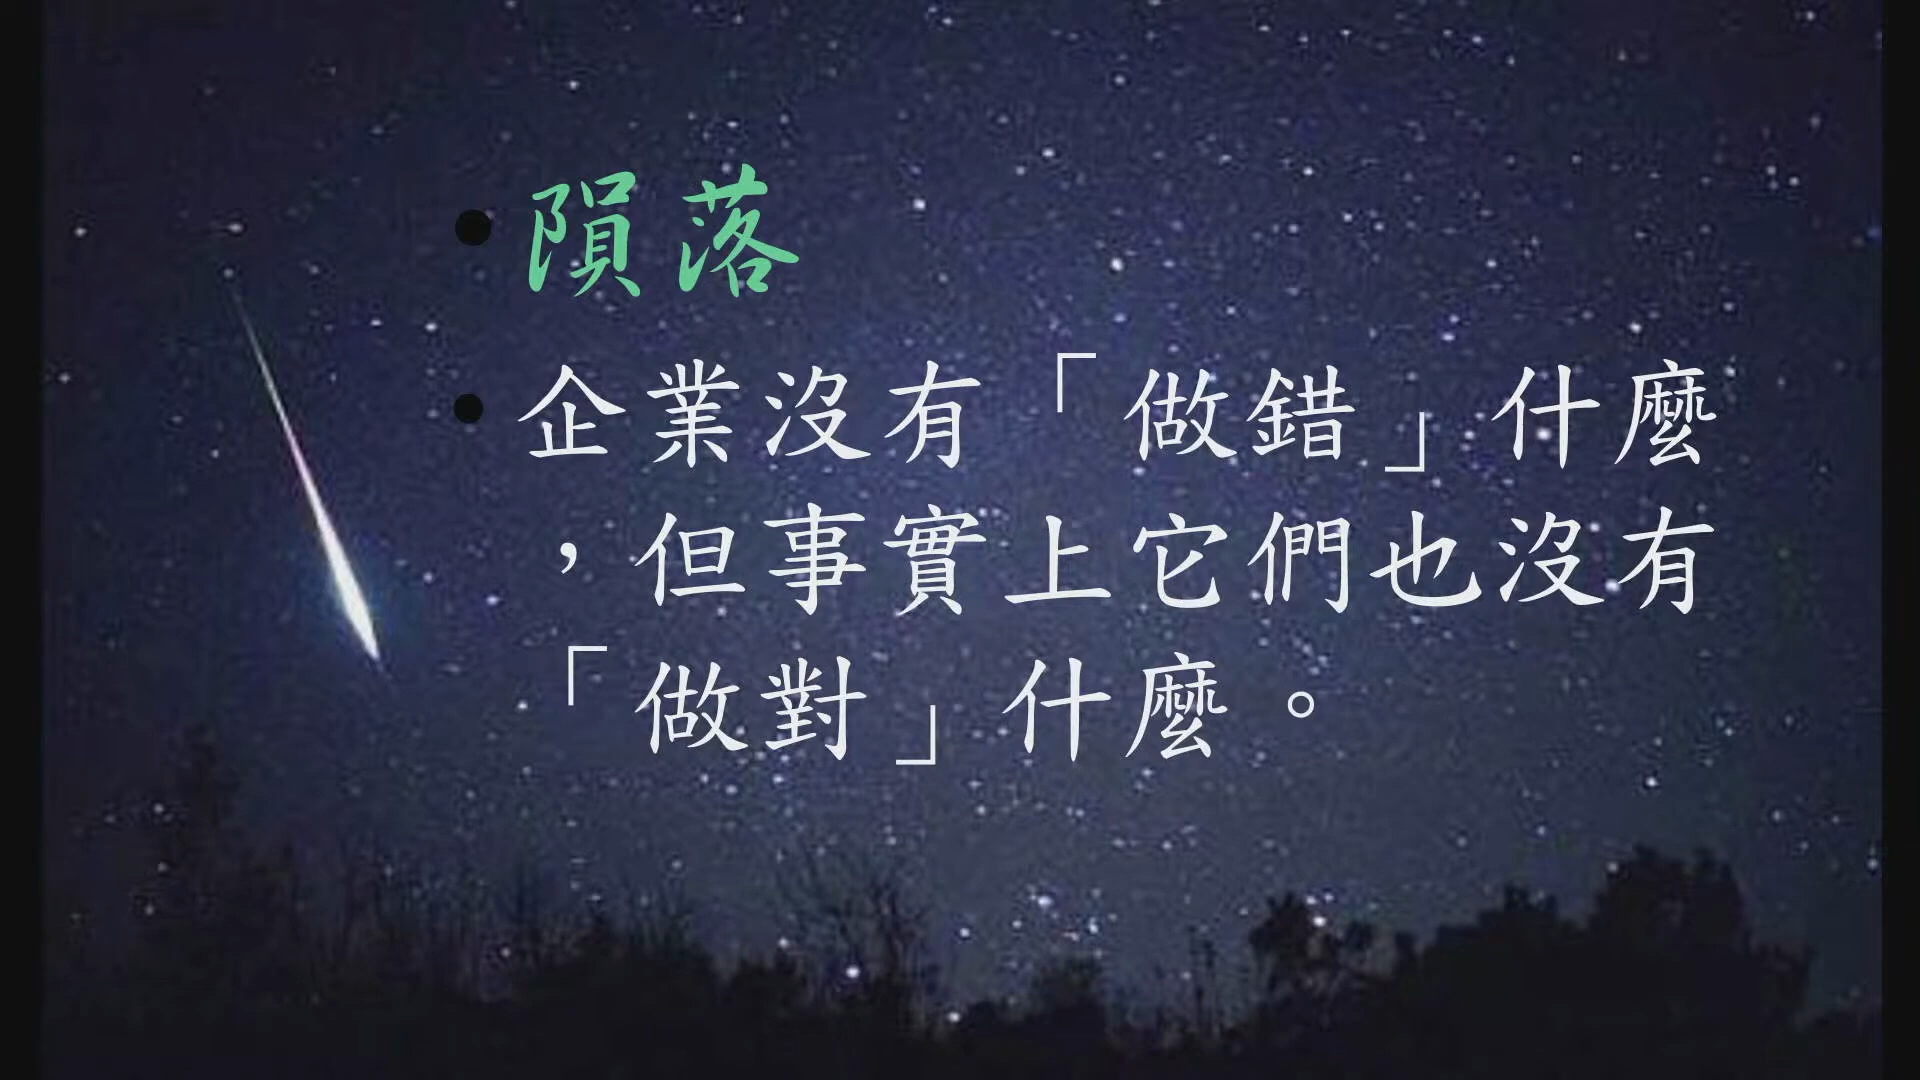 • 隕落
• 企業沒有「做錯」什麼
，但事實上它們也沒有
「做對」什麼。